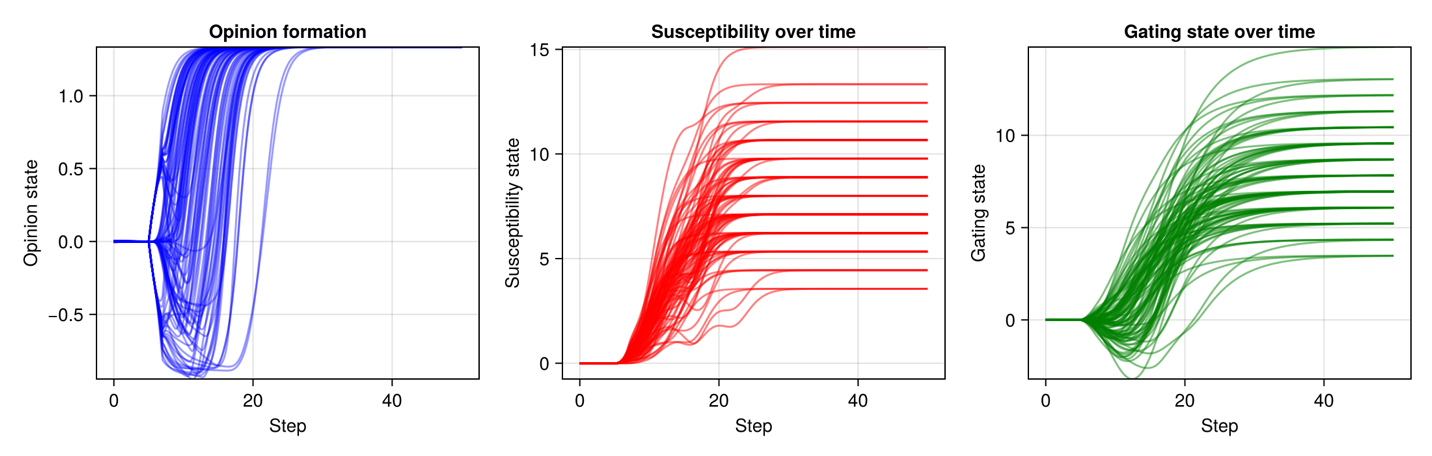 Opinion formation
Opinion state
1.0
0.5
0.0
−0.5
0
20
40
Step
Susceptibility over time
Susceptibility state
15
10
5
0
0
20
40
Step
Gating state over time
Gating state
10
5
0
0
20
40
Step